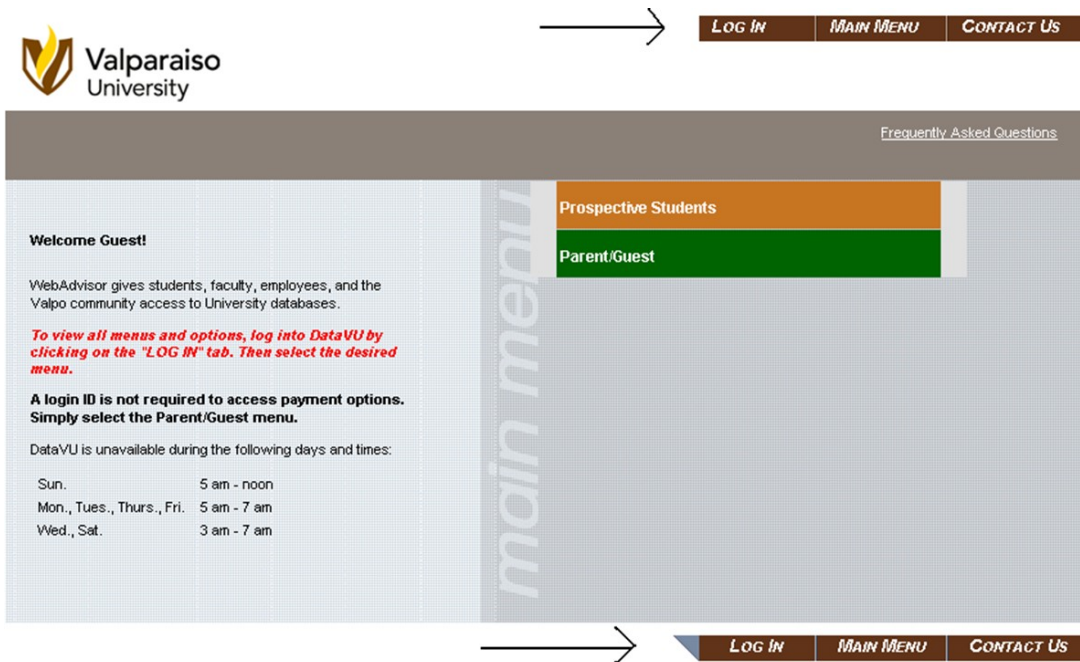 LOG IN MAIN MENU CONTACT US
Valparaiso
University
Frequently Asked Questions
main menu
Prospective Students
Parent/Guest
Welcome Guest!
WebAdvisor gives students, faculty, employees, and the
Valpo community access to University databases.
To view all menus and options, log into DataVU by
clicking on the "LOG IN" tab. Then select the desired
menu.
A login ID is not required to access payment options.
Simply select the Parent/Guest menu.
DataVU is unavailable during the following days and times:
Sun. 5 am - noon
Mon., Tues., Thurs., Fri. 5 am - 7 am
Wed., Sat. 3 am - 7 am
LOG IN MAIN MENU CONTACT US